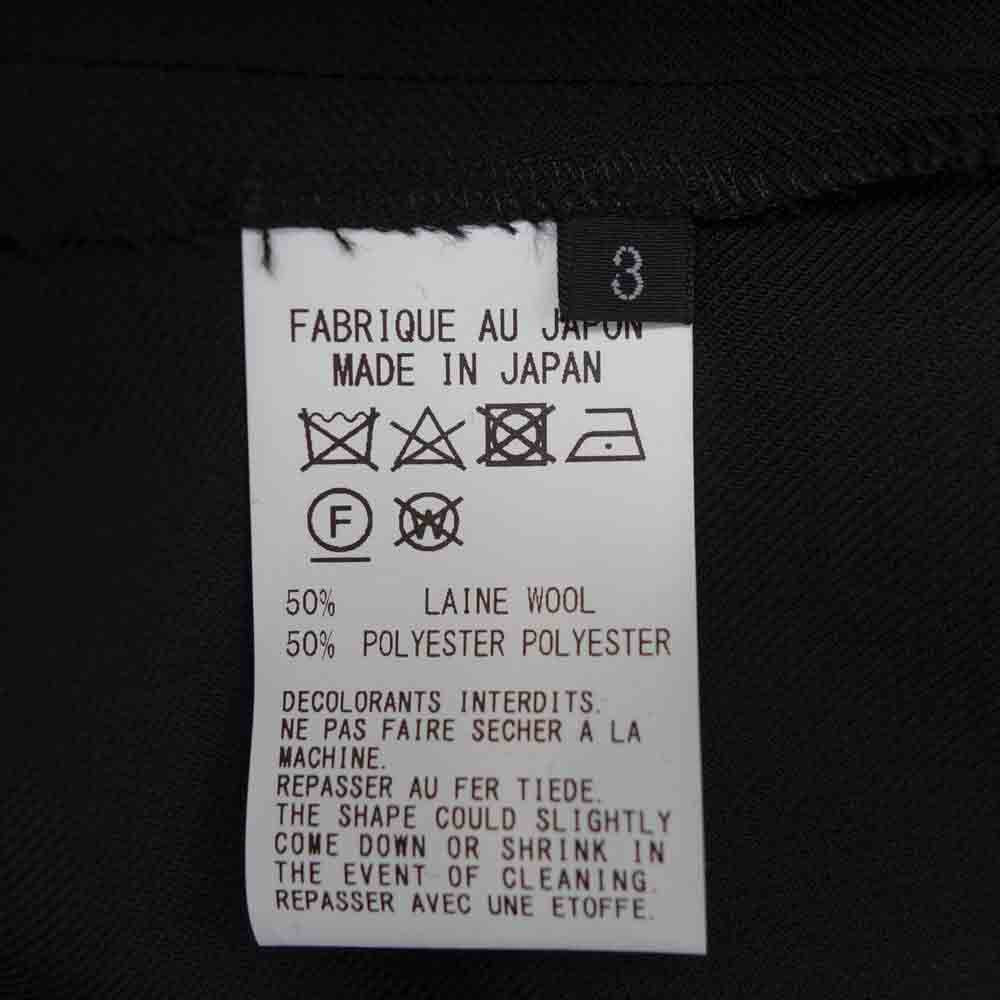 3
FABRIQUE AU JAPON
MADE IN JAPAN
F W
50% LAINE WOOL
50% POLYESTER POLYESTER
DECOLORANTS INTERDITS.
NE PAS FAIRE SECHER A LA
MACHINE.
REPASSER AU FER TIEDE.
THE SHAPE COULD SLIGHTLY
COME DOWN OR SHRINK IN
THE EVENT OF CLEANING.
REPASSER AVEC UNE ETOFFE.